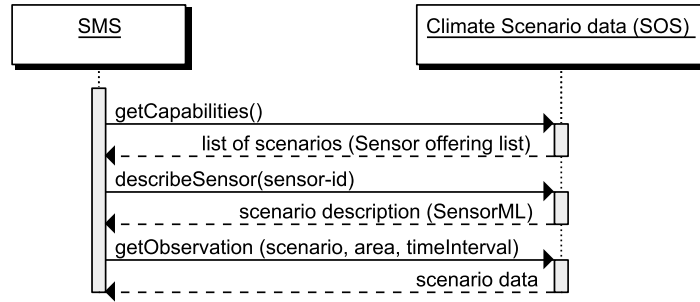 SMS
Climate Scenario data (SOS)
getCapabilities()
list of scenarios (Sensor offering list)
describeSensor(sensor-id)
scenario description (SensorML)
getObservation (scenario, area, timeInterval)
scenario data